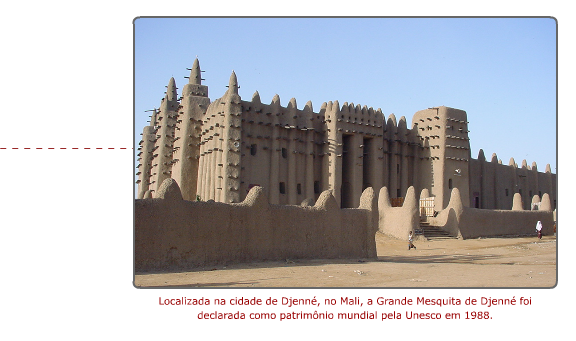 Localizada na cidade de Djenné, no Mali, a Grande Mesquita de Djenné foi
declarada como patrimônio mundial pela Unesco em 1988.